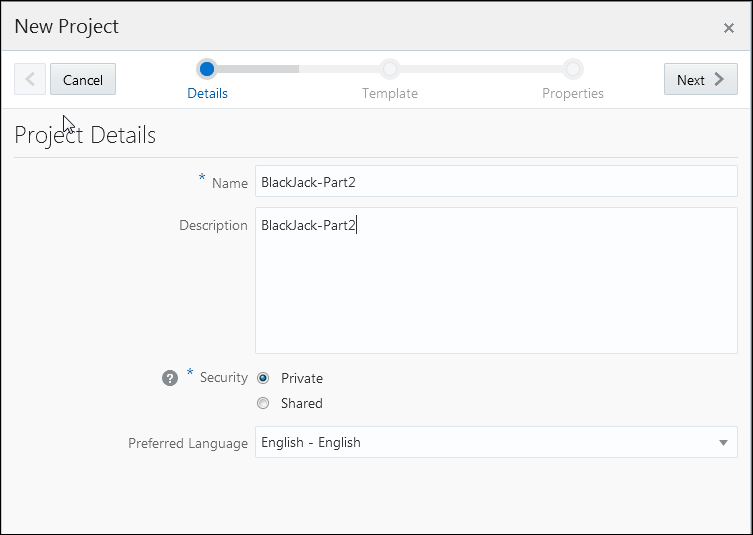 New Project
×
Cancel
Details
Template
Properties
Next
Project Details
* Name BlackJack-Part2
Description BlackJack-Part2
? * Security Private
Shared
Preferred Language English - English